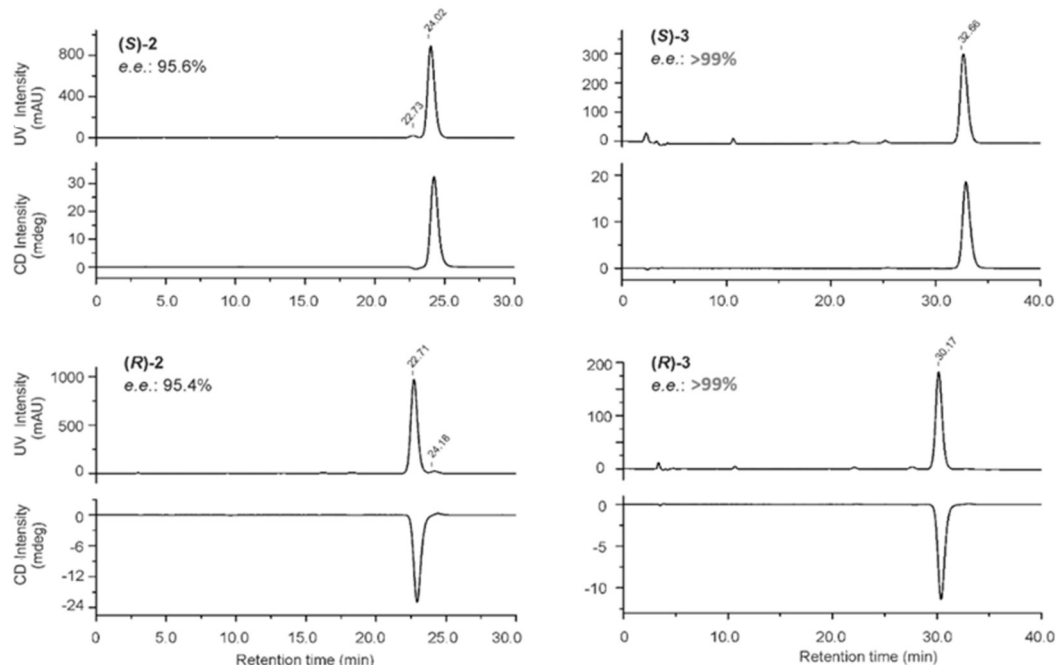 (S)-2
e.e.: 95.6%
22.73
24.02
800
400
0
UV Intensity
(mAU)
30
20
10
0
CD Intensity
(mdeg)
0 5.0 10.0 15.0 20.0 25.0 30.0
(S)-3
e.e.: >99%
32.66
300
200
100
0
20
10
0
0 10.0 20.0 30.0 40.0
(R)-2
e.e.: 95.4%
22.71
24.18
1000
500
0
UV Intensity
(mAU)
0
-6
-12
-24
CD Intensity
(mdeg)
0 5.0 10.0 15.0 20.0 25.0 30.0
Retention time (min)
(R)-3
e.e.: >99%
30.17
200
100
0
0
-5
-10
0 10.0 20.0 30.0 40.0
Retention time (min)